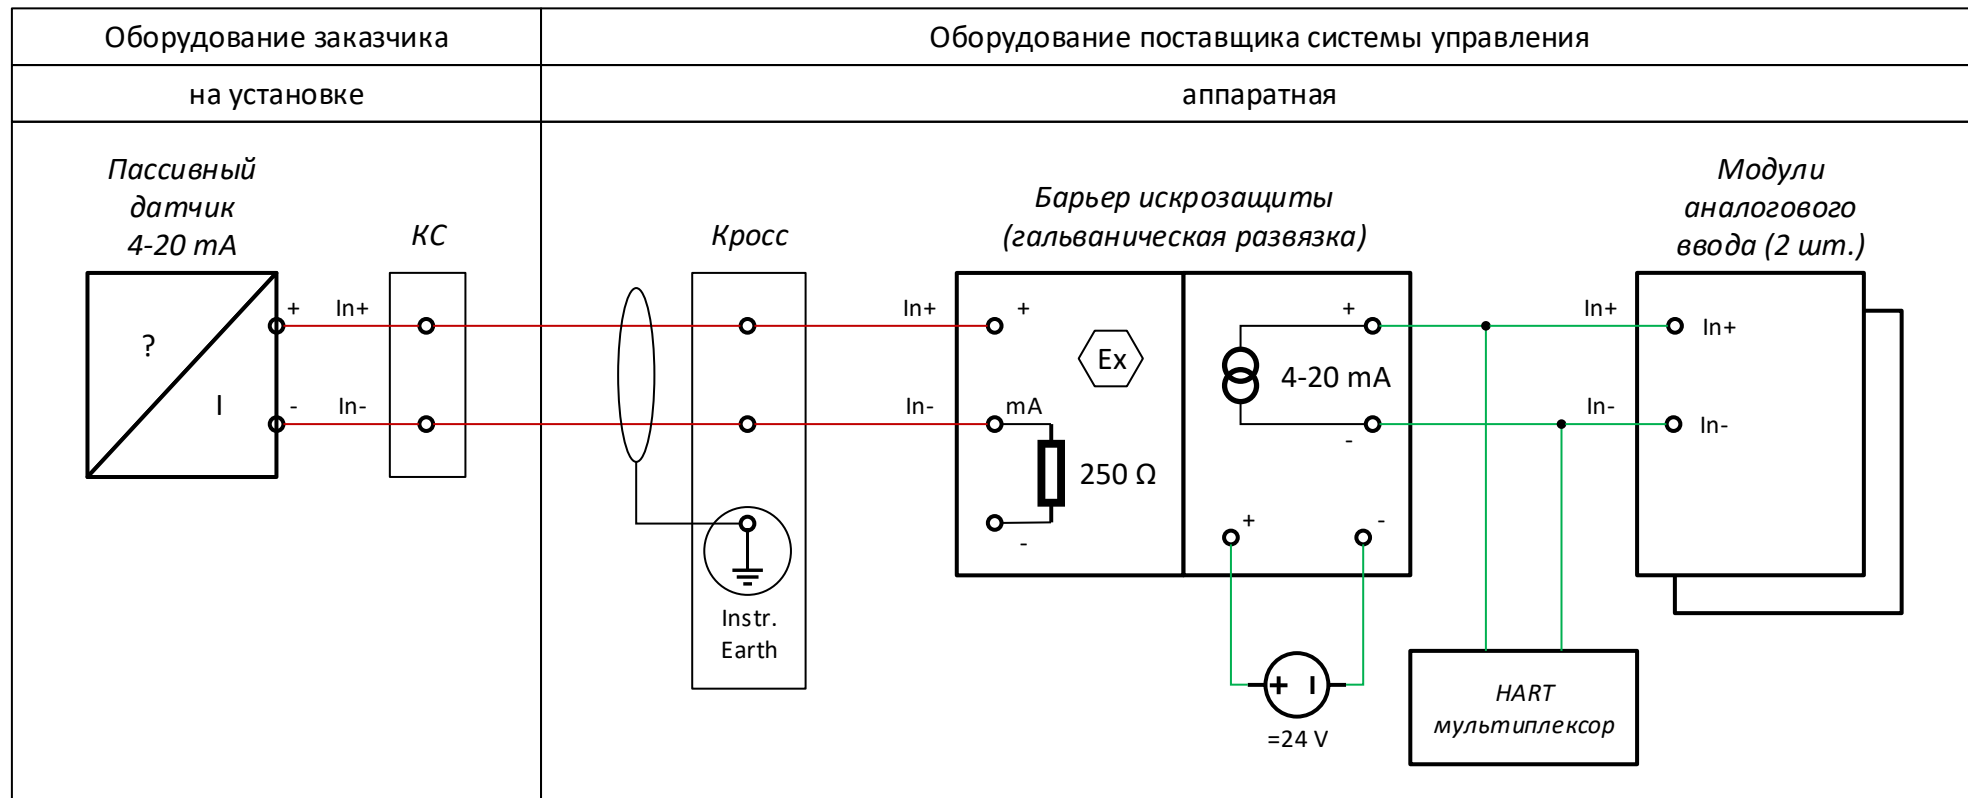 Оборудование заказчика
Оборудование поставщика системы управления
на установке
аппаратная
Пассивный
датчик
4-20 mA
КС
Кросс
Барьер искрозащиты
(гальваническая развязка)
Модули
аналогового
ввода (2 шт.)
?
I
+
In+
-
In-
In+
+
In-
mA
Ex
250 Ω
-
+
4-20 mA
-
+
-
In+
In+
In-
In-
Instr.
Earth
=24 V
HART
мультиплексор